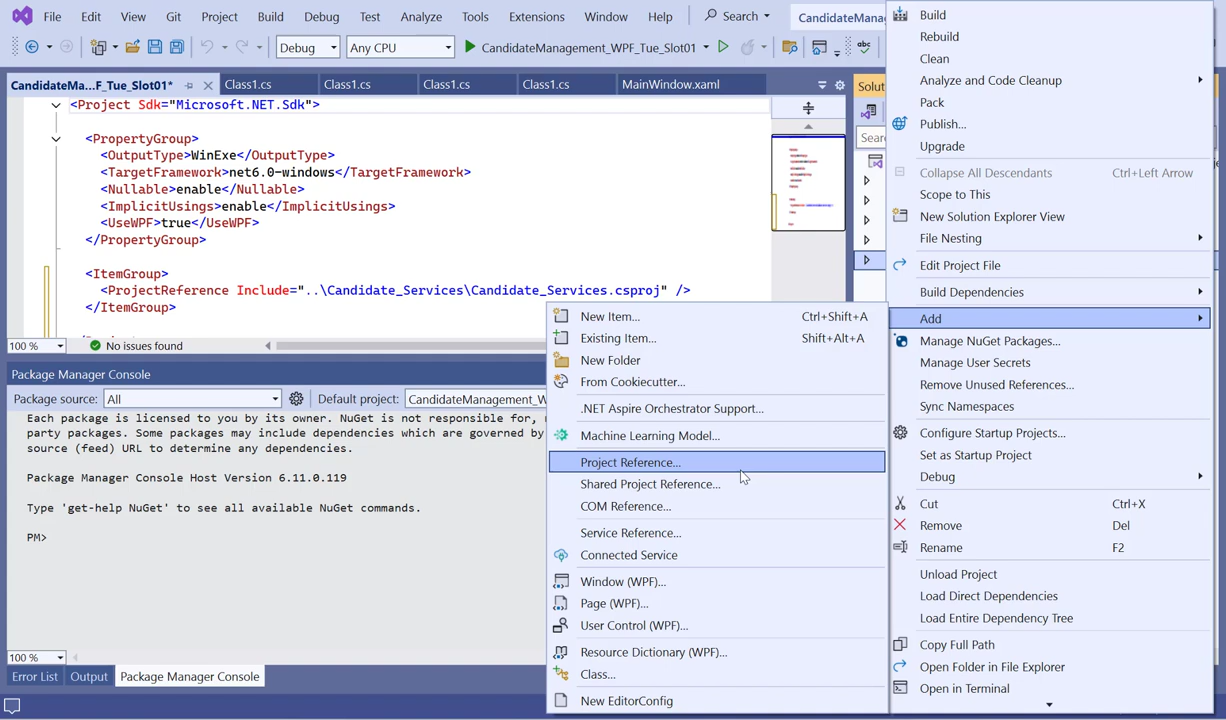 File Edit View Git Project Build Debug Test Analyze Tools Extensions Window Help Search CandidateMana
Debug Any CPU CandidateManagement_WPF_Tue_Slot01
CandidateMa...F_Tue_Slot01* Class1.cs Class1.cs Class1.cs Class1.cs MainWindow.xaml
<Project Sdk="Microsoft.NET.Sdk">
<PropertyGroup>
<OutputType>WinExe</OutputType>
<TargetFramework>net6.0-windows</TargetFramework>
<Nullable>enable</Nullable>
<ImplicitUsings>enable</ImplicitUsings>
<UseWPF>true</UseWPF>
</PropertyGroup>
<ItemGroup>
<ProjectReference Include="..\Candidate_Services\Candidate_Services.csproj" />
</ItemGroup>
100 % No issues found
Package Manager Console
Package source: All Default project: CandidateManagement_W
Each package is licensed to you by its owner. NuGet is not responsible for,
party packages. Some packages may include dependencies which are governed by
source (feed) URL to determine any dependencies.
Package Manager Console Host Version 6.11.0.119
Type 'get-help NuGet' to see all available NuGet commands.
PM>
100 %
Error List Output Package Manager Console
New Item... Ctrl+Shift+A
Existing Item... Shift+Alt+A
New Folder
From Cookiecutter...
.NET Aspire Orchestrator Support...
Machine Learning Model...
Project Reference...
Shared Project Reference...
COM Reference...
Service Reference...
Connected Service
Window (WPF)...
Page (WPF)...
User Control (WPF)...
Resource Dictionary (WPF)...
Class...
New EditorConfig
Solut
Sear
Build
Rebuild
Clean
Analyze and Code Cleanup
Pack
Publish...
Upgrade
Collapse All Descendants Ctrl+Left Arrow
Scope to This
New Solution Explorer View
File Nesting
Edit Project File
Build Dependencies
Add
Manage NuGet Packages...
Manage User Secrets
Remove Unused References...
Sync Namespaces
Configure Startup Projects...
Set as Startup Project
Debug
Cut Ctrl+X
Remove Del
Rename F2
Unload Project
Load Direct Dependencies
Load Entire Dependency Tree
Copy Full Path
Open Folder in File Explorer
Open in Terminal